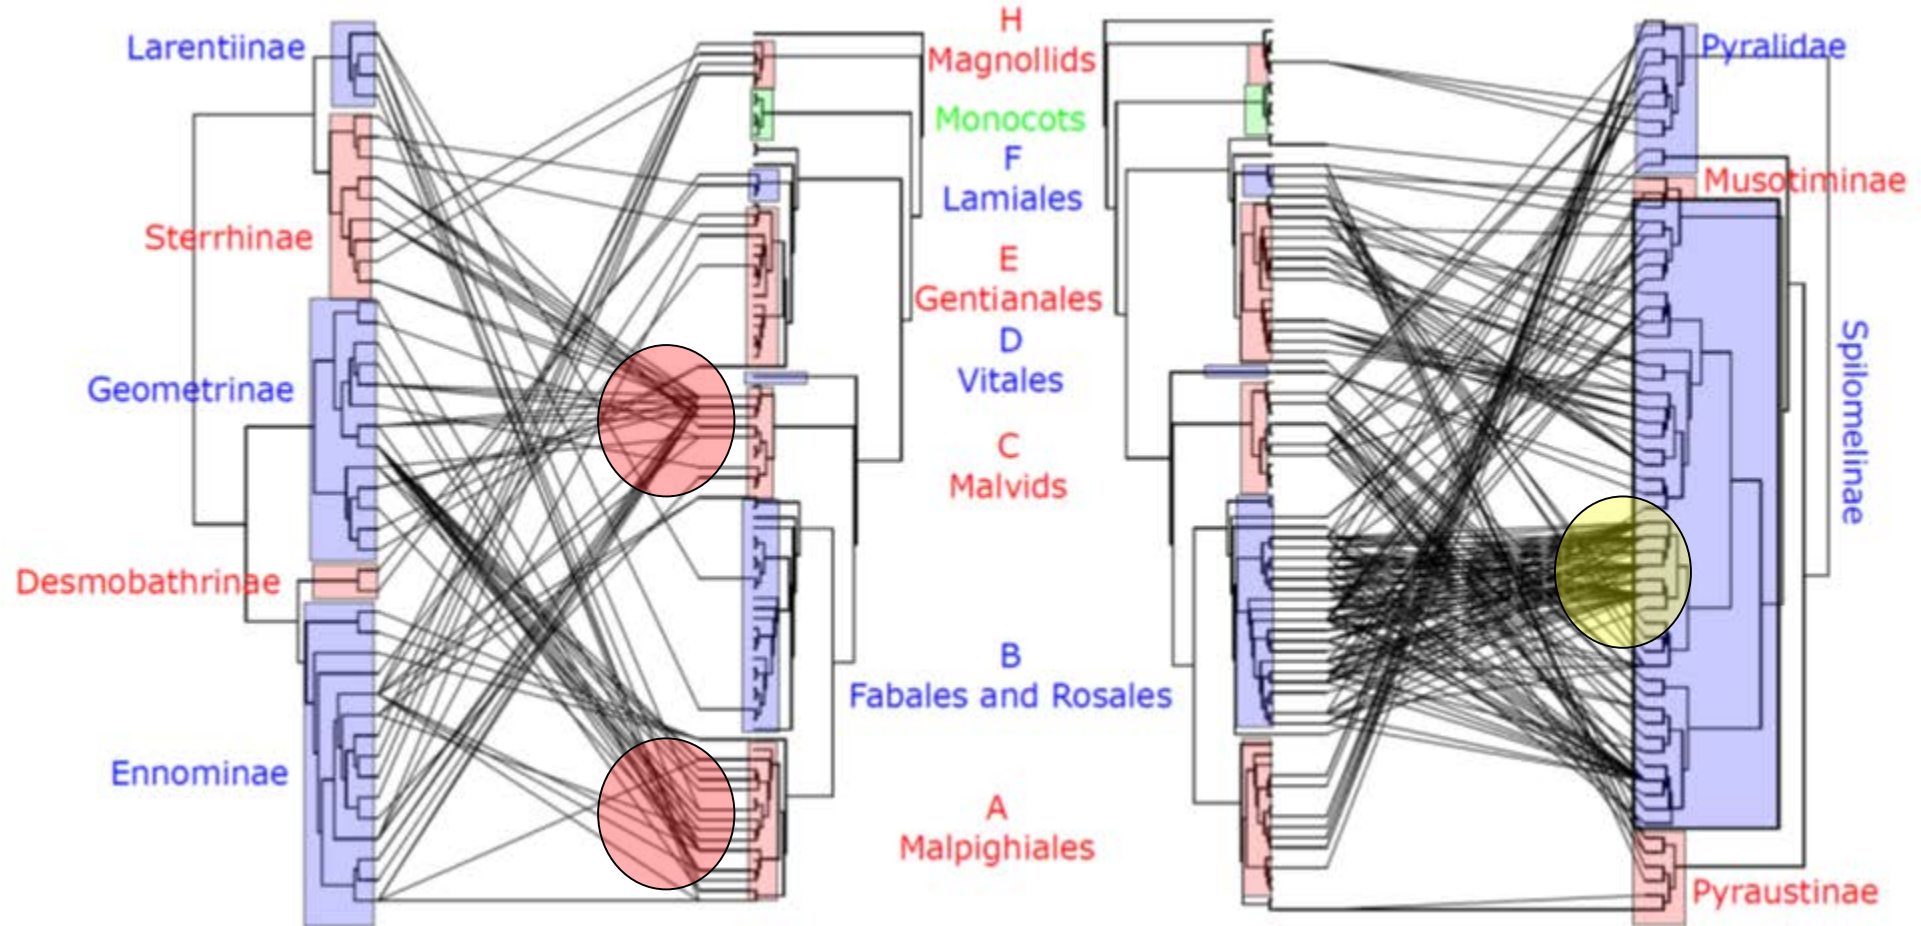 Larentiinae
Sterrhinae
Geometrinae
Desmobathrinae
Ennominae
H
Magnollids
Monocots
F
Lamiales
E
Gentianales
D
Vitales
C
Malvids
B
Fabales and Rosales
A
Malpighiales
Pyralidae
Musotiminae
Spilomelinae
Pyraustinae